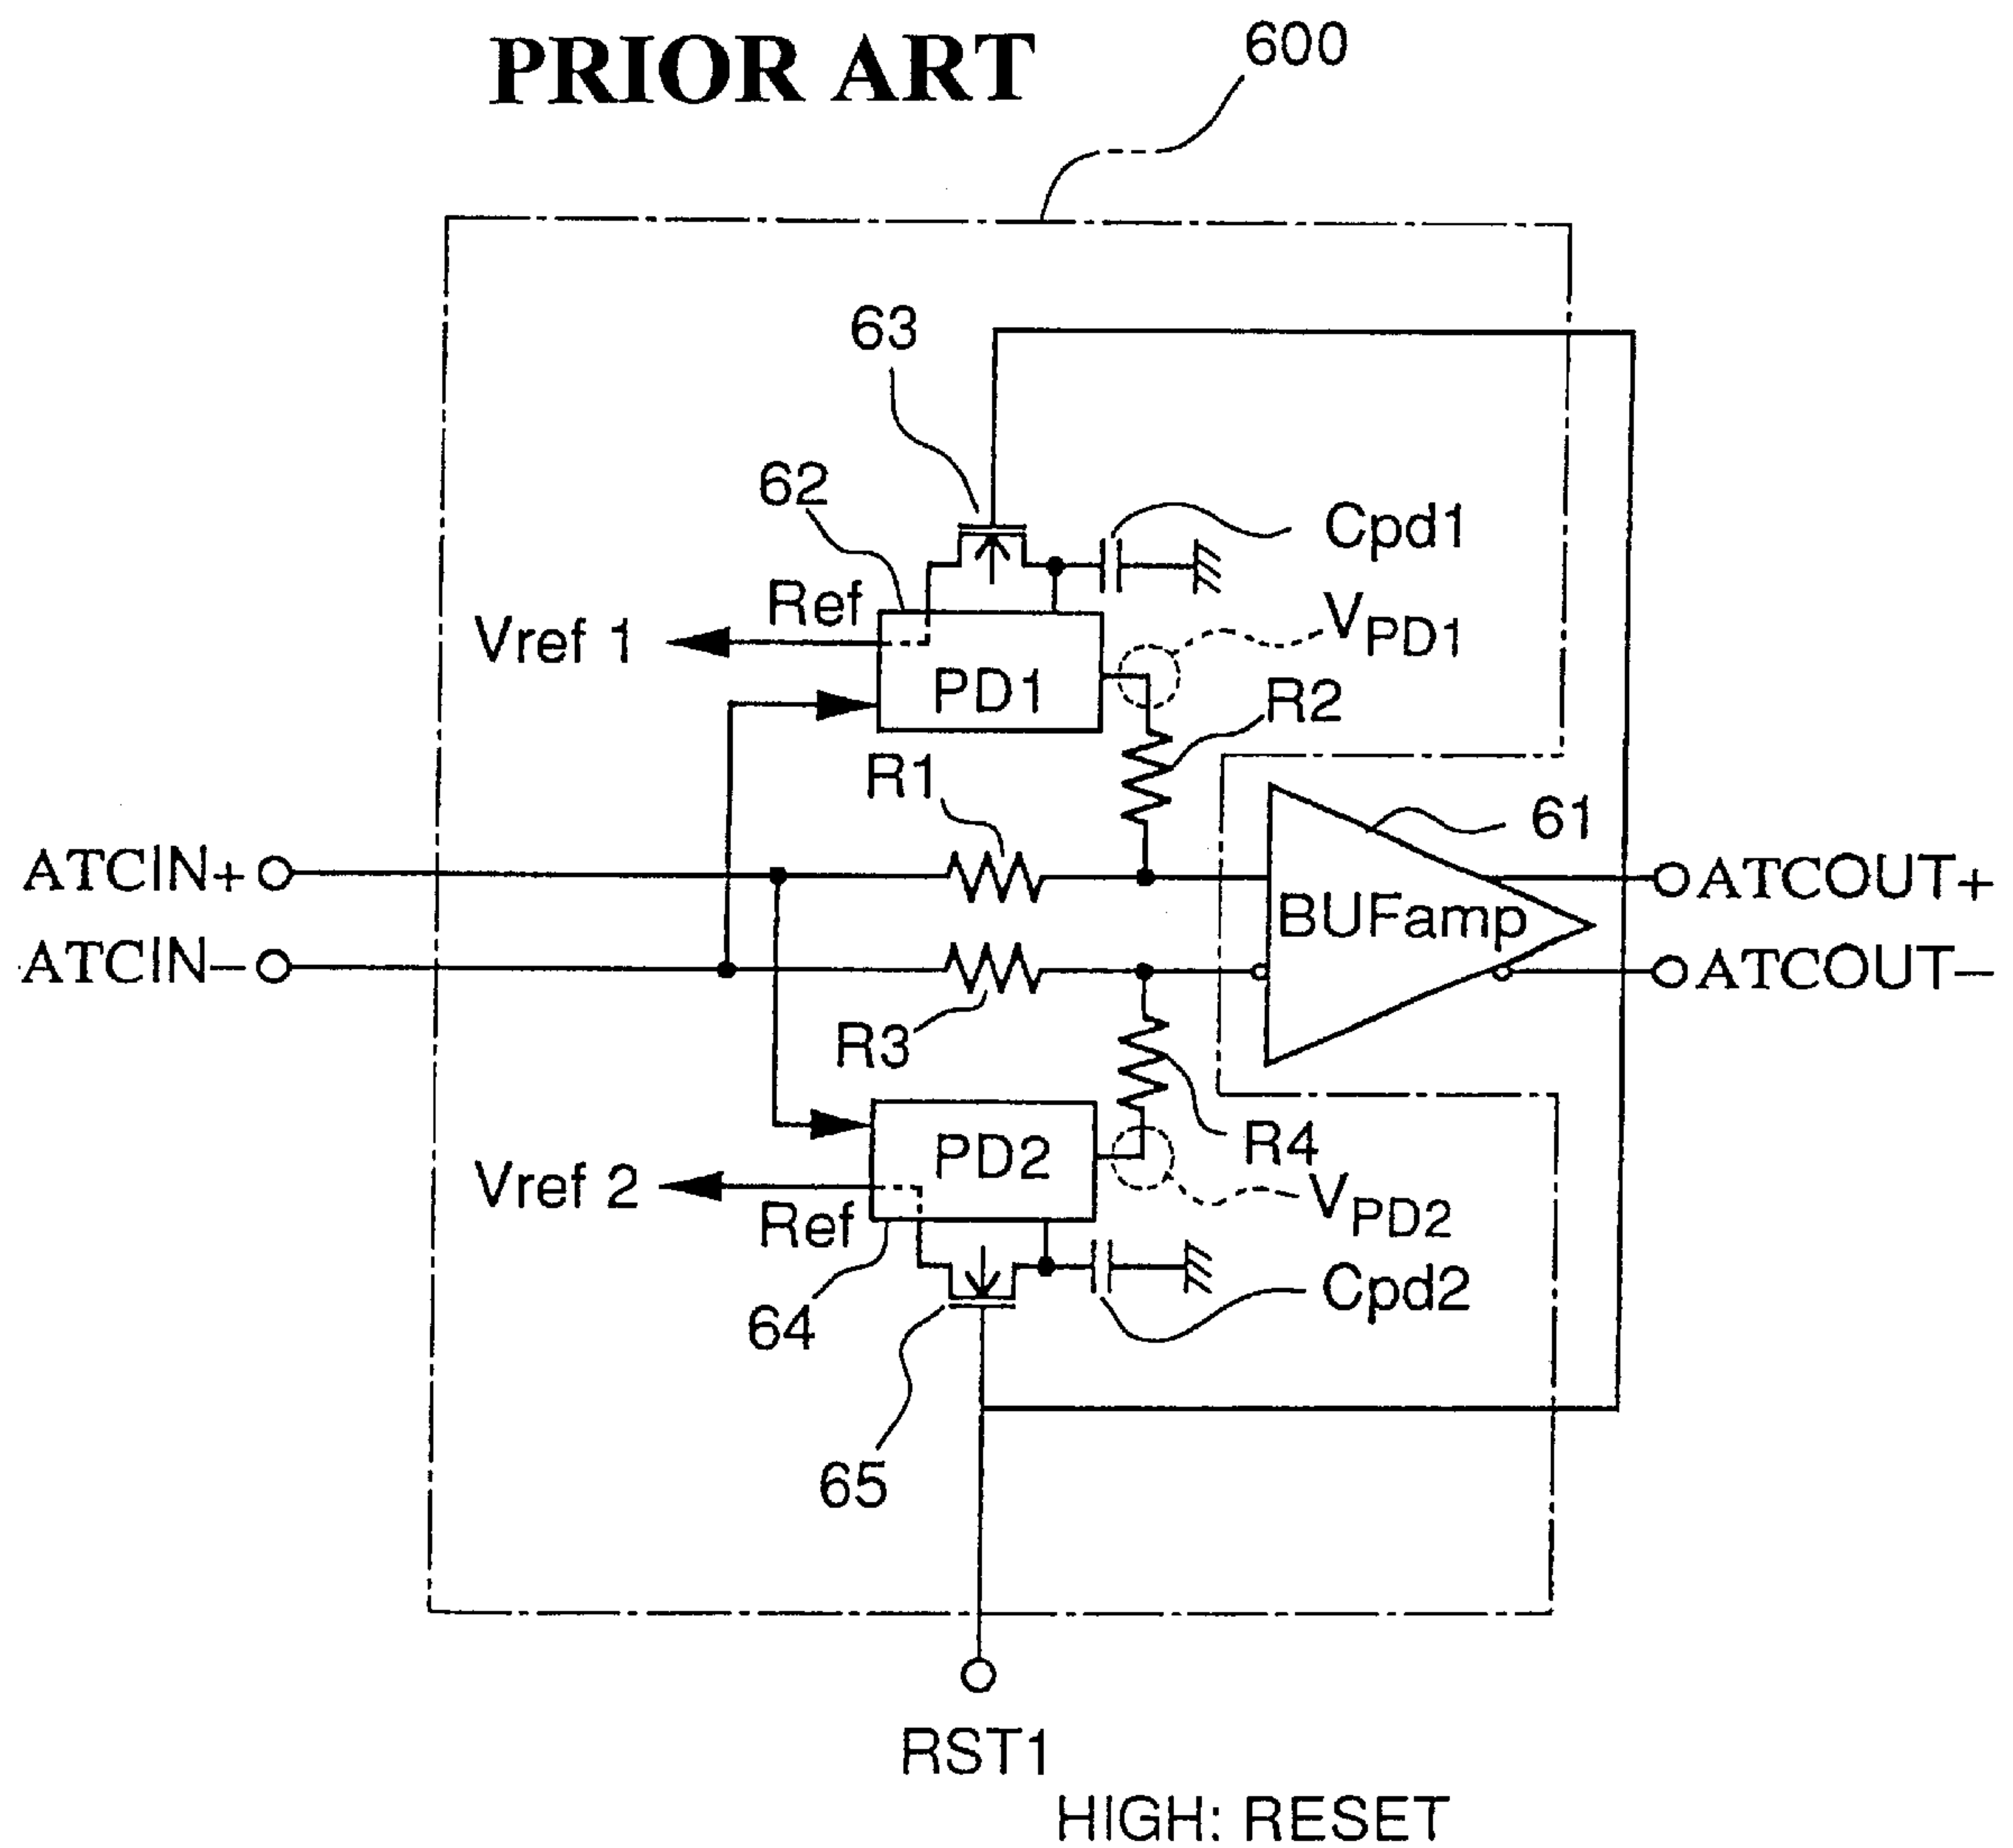 PRIOR ART
600
63
62
Cpd1
Ref
Vref 1
VPD1
PD1
R2
R1
61
ATCIN+
ATCOUT+
BUFamp
ATCIN−
ATCOUT−
R3
PD2
R4
Vref 2
VPD2
Ref
Cpd2
64
65
RST1
HIGH: RESET